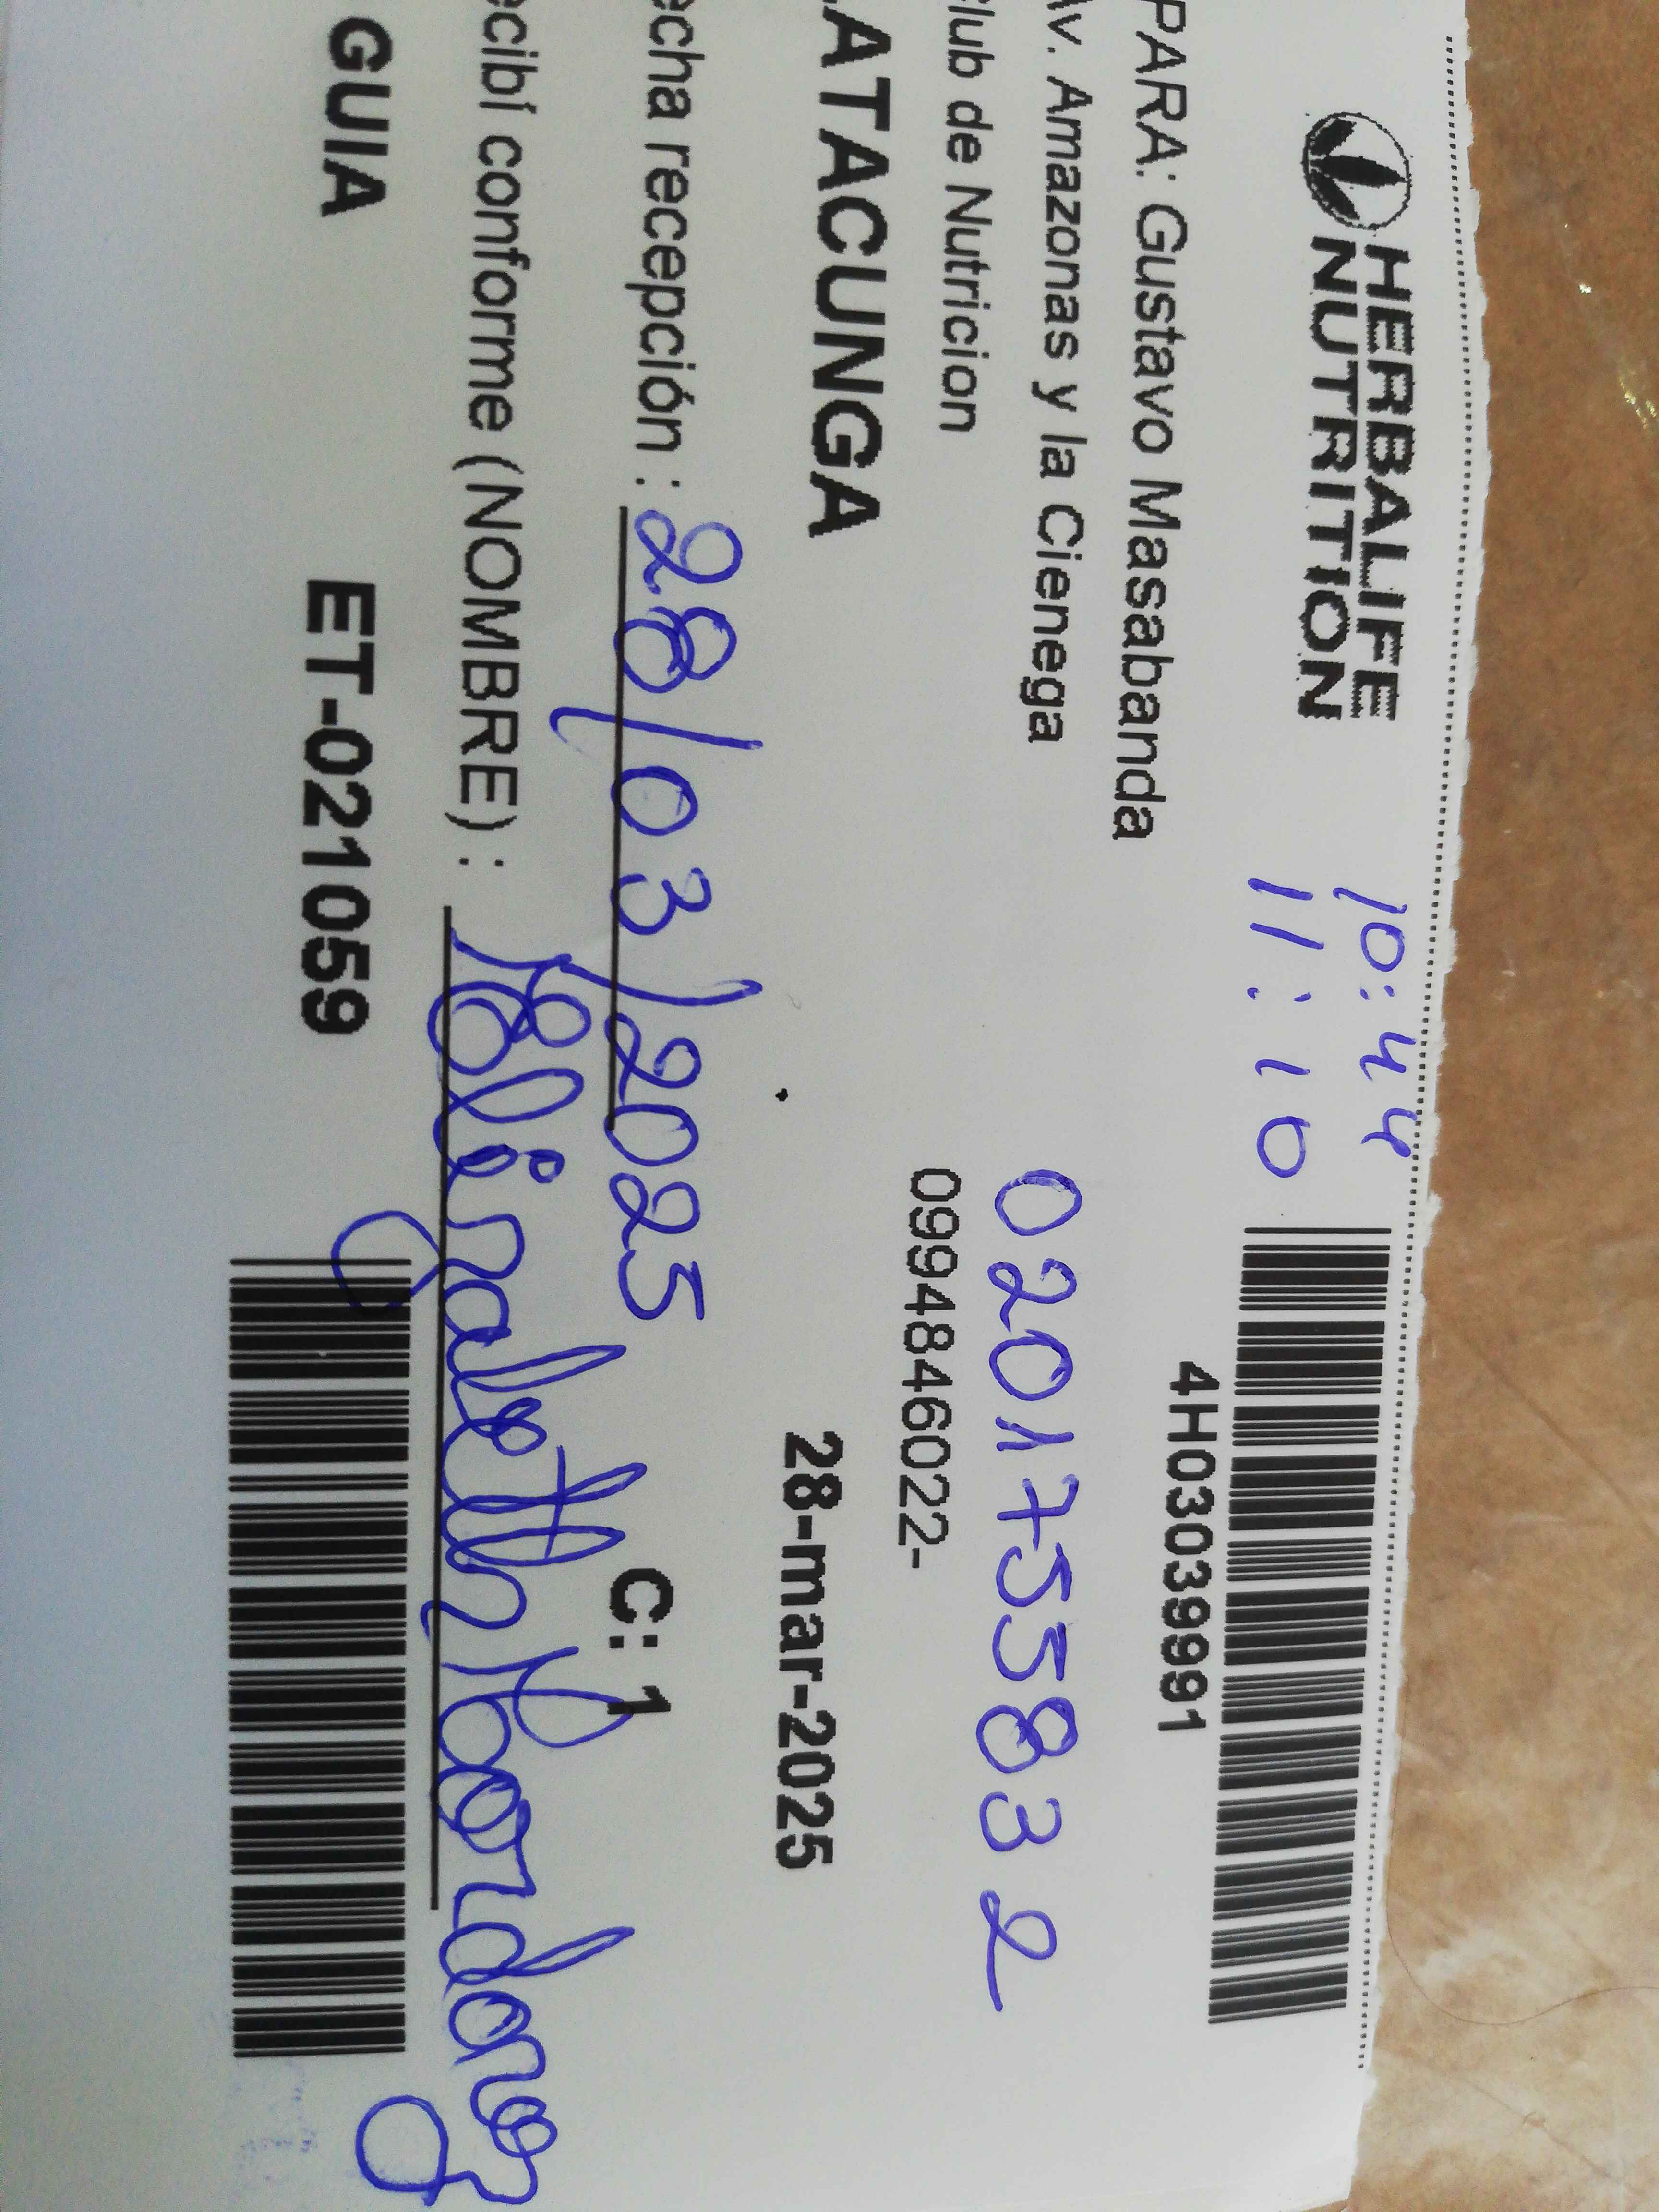 HERBALIFE
NUTRITION
10:44
11:10
4H03039991
PARA: Gustavo Masabanda
Av. Amazonas y la Cienega
0201755832
Club de Nutricion
0994846022-
LATACUNGA
28-mar-2025
echa recepción : 28/03/2025
C: 1
ecibí conforme (NOMBRE) :
GUIA ET-021059